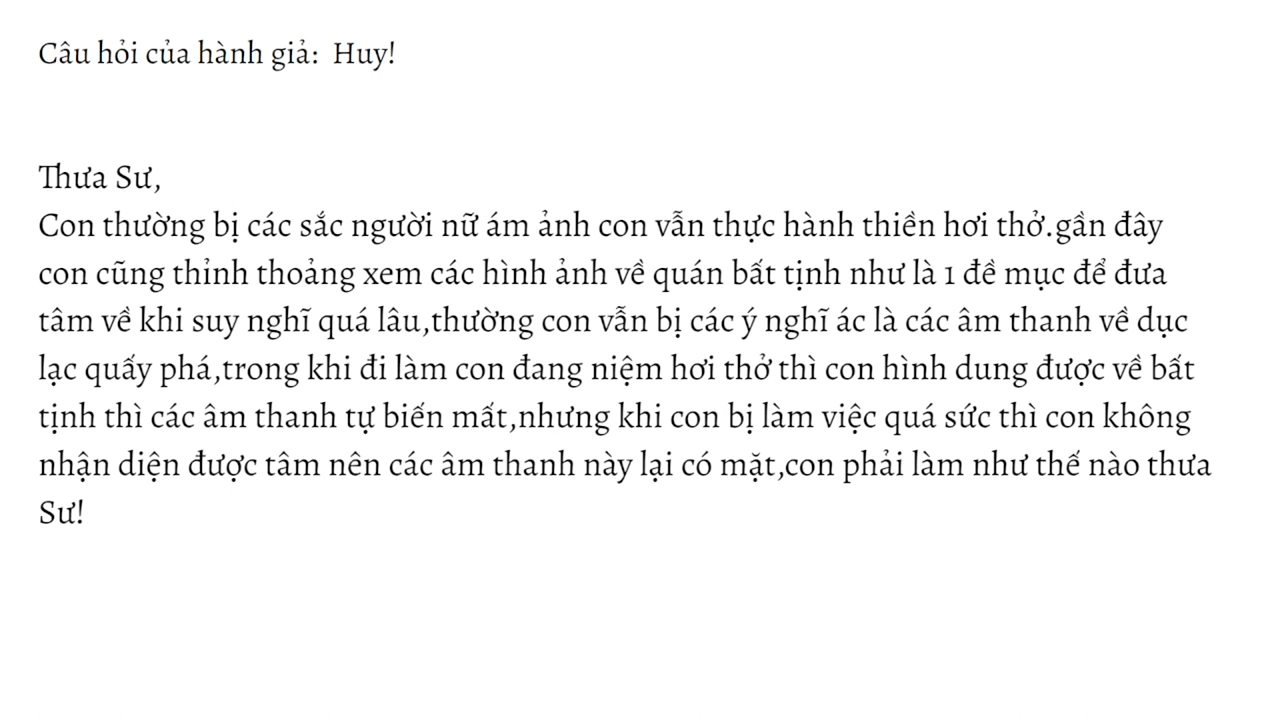 Câu hỏi của hành giả:  Huy!
Thưa Sư,
Con thường bị các sắc người nữ ám ảnh con vẫn thực hành thiền hơi thở.gần đây
con cũng thỉnh thoảng xem các hình ảnh về quán bất tịnh như là 1 đề mục để đưa
tâm về khi suy nghĩ quá lâu,thường con vẫn bị các ý nghĩ ác là các âm thanh về dục
lạc quấy phá,trong khi đi làm con đang niệm hơi thở thì con hình dung được về bất
tịnh thì các âm thanh tự biến mất,nhưng khi con bị làm việc quá sức thì con không
nhận diện được tâm nên các âm thanh này lại có mặt,con phải làm như thế nào thưa
Sư!